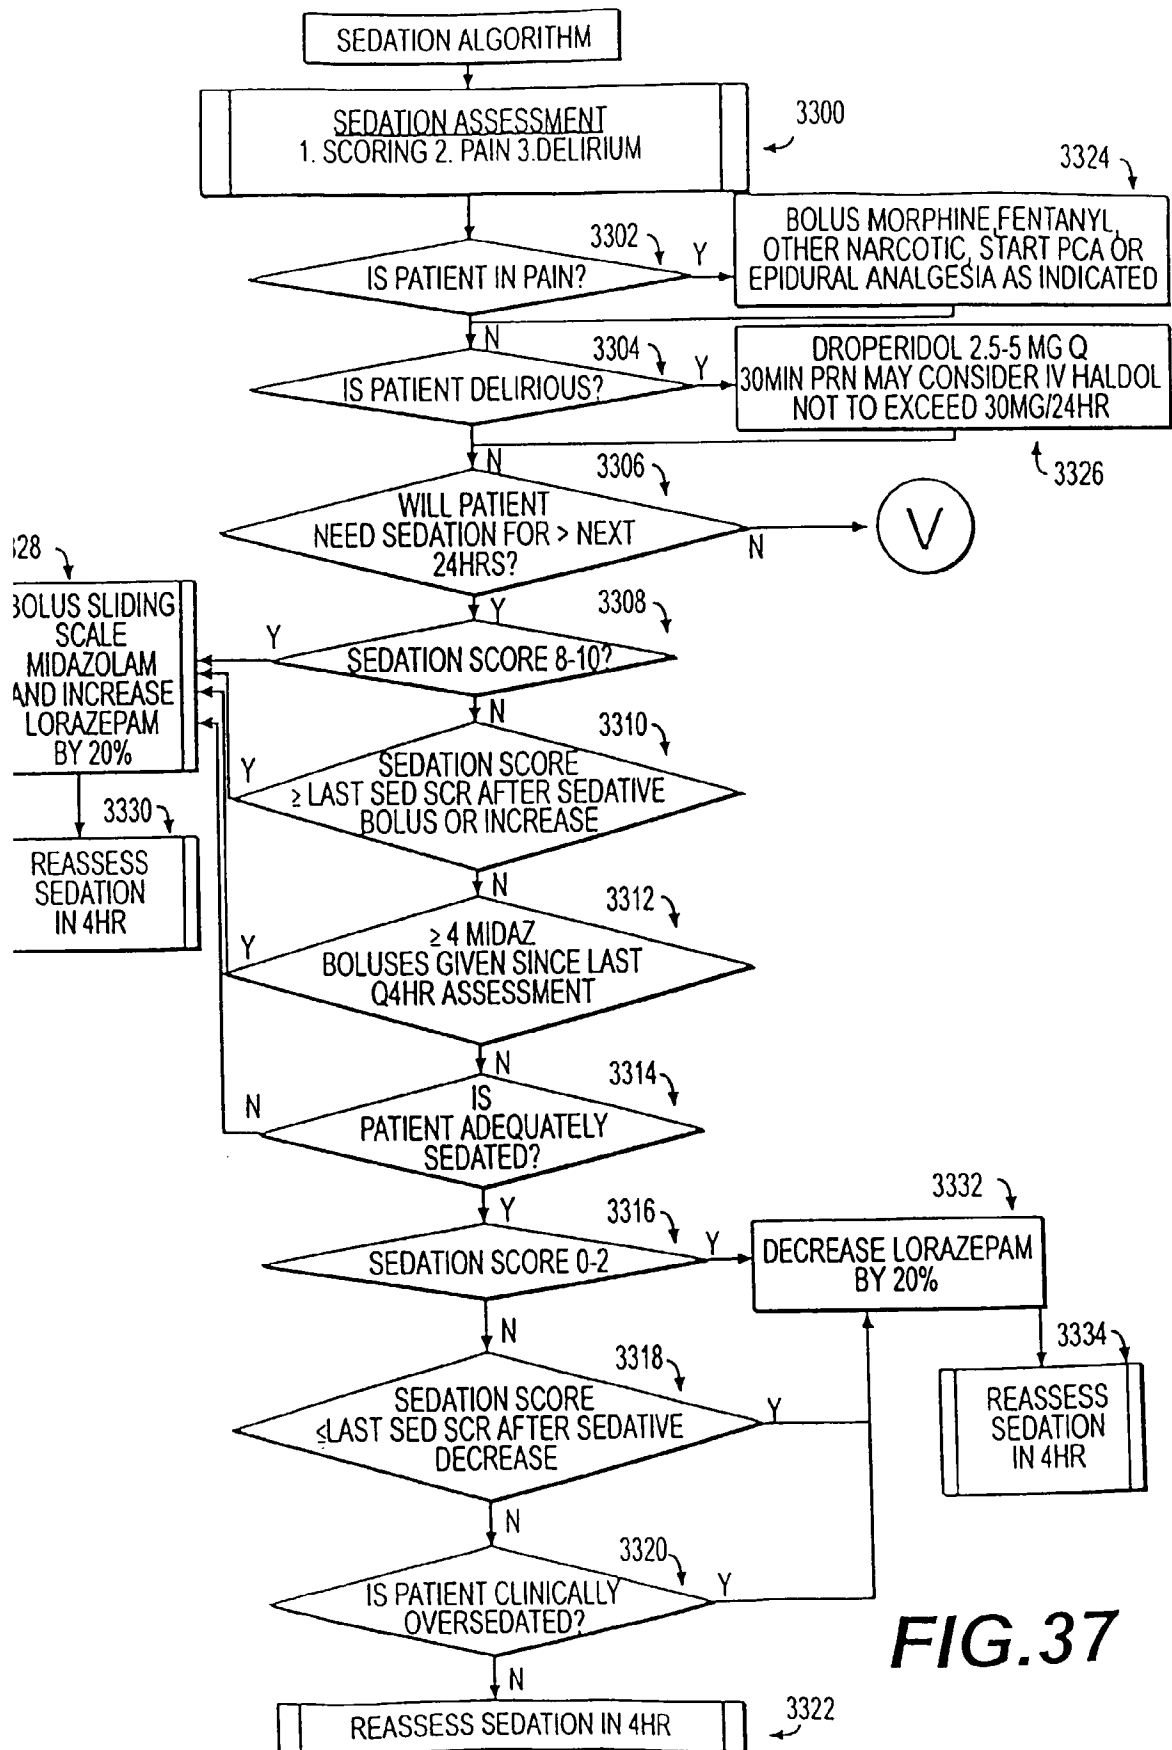 SEDATION ALGORITHM
SEDATION ASSESSMENT
1. SCORING 2. PAIN 3.DELIRIUM
3300
3324
BOLUS MORPHINE,FENTANYL,
OTHER NARCOTIC, START PCA OR
EPIDURAL ANALGESIA AS INDICATED
3302
IS PATIENT IN PAIN?
Y
N
3304
IS PATIENT DELIRIOUS?
Y
DROPERIDOL 2.5-5 MG Q
30MIN PRN MAY CONSIDER IV HALDOL
NOT TO EXCEED 30MG/24HR
3326
N
3306
WILL PATIENT
NEED SEDATION FOR > NEXT
24HRS?
N
V
Y
328
BOLUS SLIDING
SCALE
MIDAZOLAM
AND INCREASE
LORAZEPAM
BY 20%
3308
SEDATION SCORE 8-10?
Y
N
3310
SEDATION SCORE
≥ LAST SED SCR AFTER SEDATIVE
BOLUS OR INCREASE
Y
N
3330
REASSESS
SEDATION
IN 4HR
3312
≥ 4 MIDAZ
BOLUSES GIVEN SINCE LAST
Q4HR ASSESSMENT
Y
N
3314
IS
PATIENT ADEQUATELY
SEDATED?
N
Y
3316
SEDATION SCORE 0-2
Y
3332
DECREASE LORAZEPAM
BY 20%
N
3334
REASSESS
SEDATION
IN 4HR
3318
SEDATION SCORE
≤LAST SED SCR AFTER SEDATIVE
DECREASE
Y
N
3320
IS PATIENT CLINICALLY
OVERSEDATED?
Y
N
REASSESS SEDATION IN 4HR
3322
FIG.37